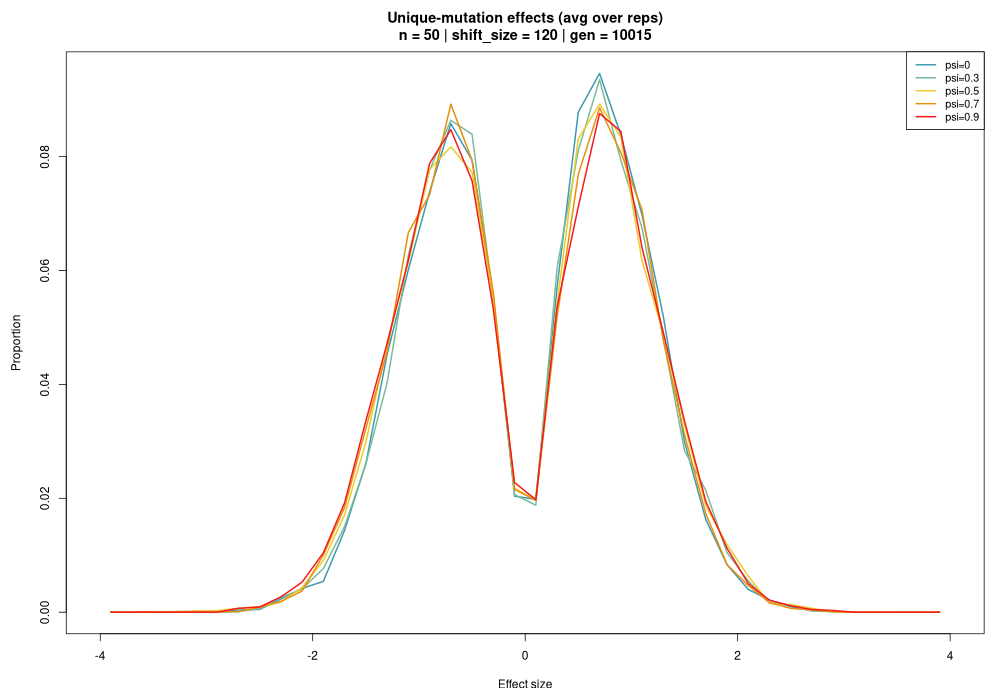 Unique-mutation effects (avg over reps)
n = 50 | shift_size = 120 | gen = 10015
psi=0
psi=0.3
psi=0.5
psi=0.7
psi=0.9
Proportion
0.08
0.06
0.04
0.02
0.00
-4
-2
0
2
4
Effect size